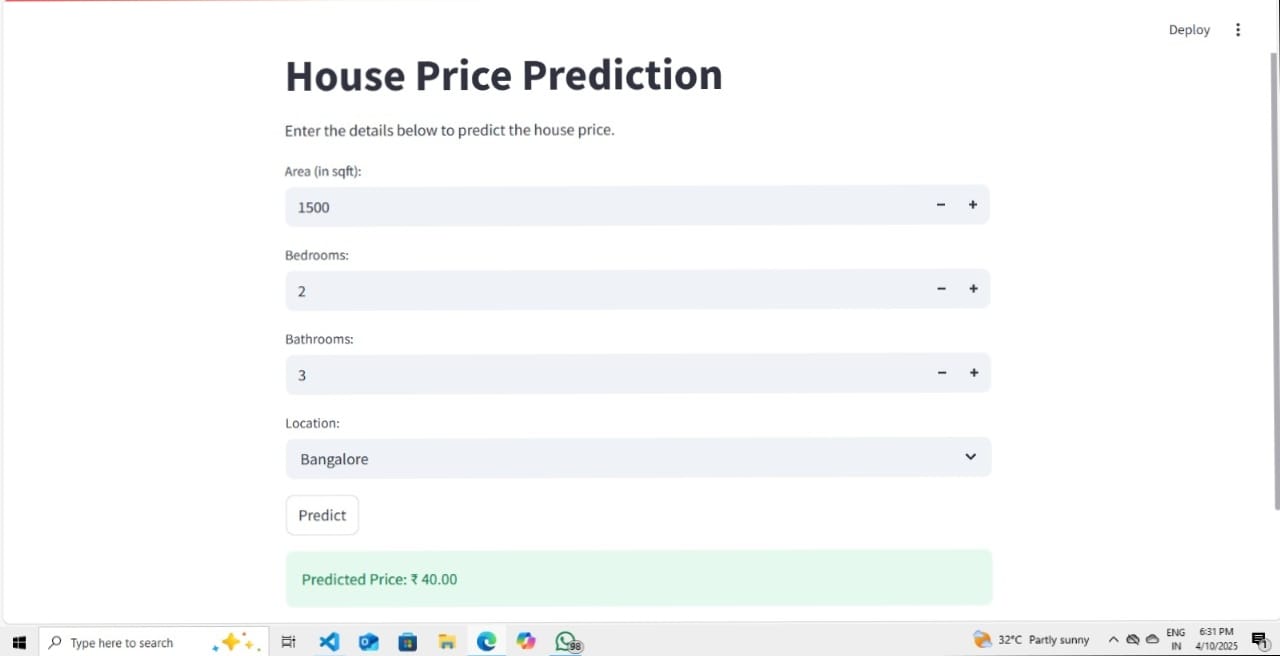 Deploy
House Price Prediction
Enter the details below to predict the house price.
Area (in sqft):
1500
Bedrooms:
2
Bathrooms:
3
Location:
Bangalore
Predict
Predicted Price: ₹ 40.00
Type here to search
98
32°C Partly sunny
ENG
IN
6:31 PM
4/10/2025
1